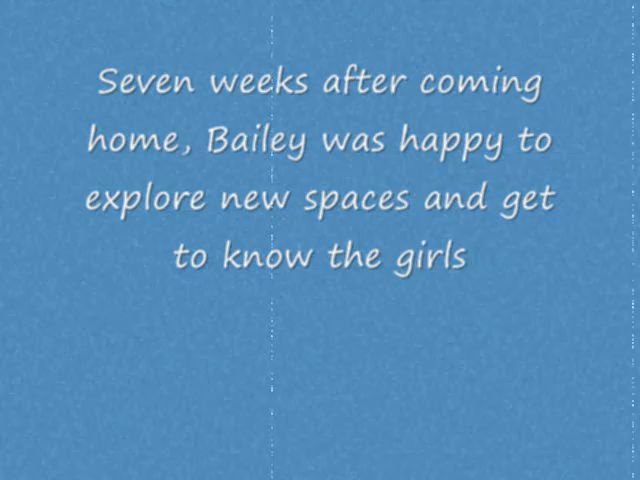 Seven weeks after coming
home, Bailey was happy to
explore new spaces and get
to know the girls